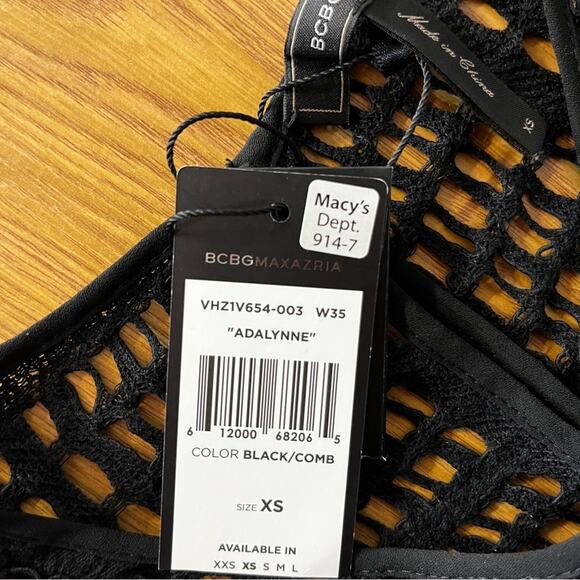 BCBG
Made in China
XS
Macy's
Dept.
914-7
BCBGMAXAZRIA
VHZ1V654-003 W35
"ADALYNNE"
6 12000 68206 5
COLOR BLACK/COMB
SIZE XS
AVAILABLE IN
XXS XS S M L